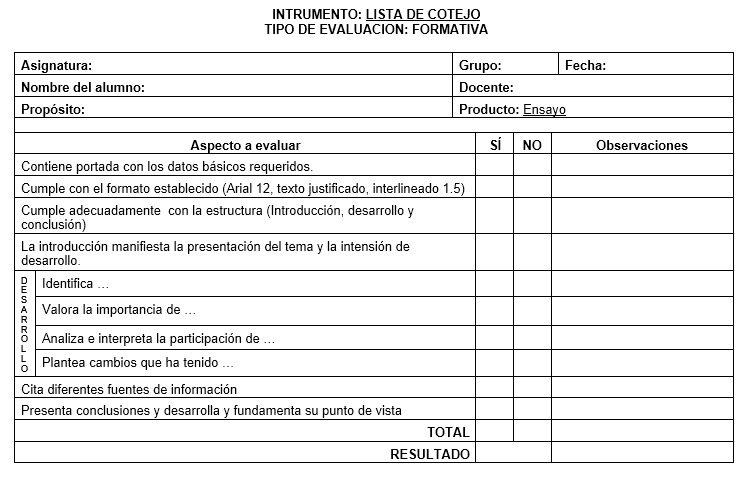 INTRUMENTO: LISTA DE COTEJO
TIPO DE EVALUACION: FORMATIVA
Asignatura: Grupo: Fecha:
Nombre del alumno: Docente:
Propósito: Producto: Ensayo
Aspecto a evaluar SÍ NO Observaciones
Contiene portada con los datos básicos requeridos.
Cumple con el formato establecido (Arial 12, texto justificado, interlineado 1.5)
Cumple adecuadamente con la estructura (Introducción, desarrollo y
conclusión)
La introducción manifiesta la presentación del tema y la intensión de
desarrollo.
DESARROLLO
Identifica …
Valora la importancia de …
Analiza e interpreta la participación de …
Plantea cambios que ha tenido …
Cita diferentes fuentes de información
Presenta conclusiones y desarrolla y fundamenta su punto de vista
TOTAL
RESULTADO